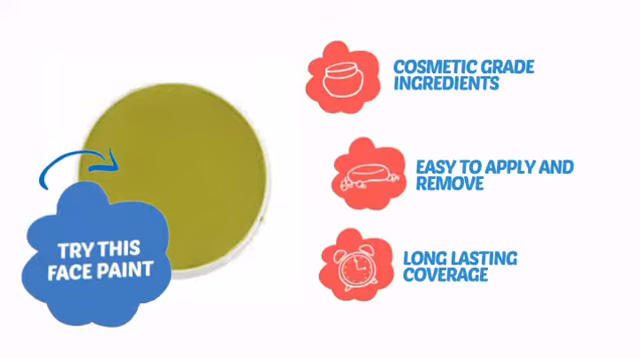 COSMETIC GRADE
INGREDIENTS
EASY TO APPLY AND
REMOVE
TRY THIS
FACE PAINT
LONG LASTING
COVERAGE